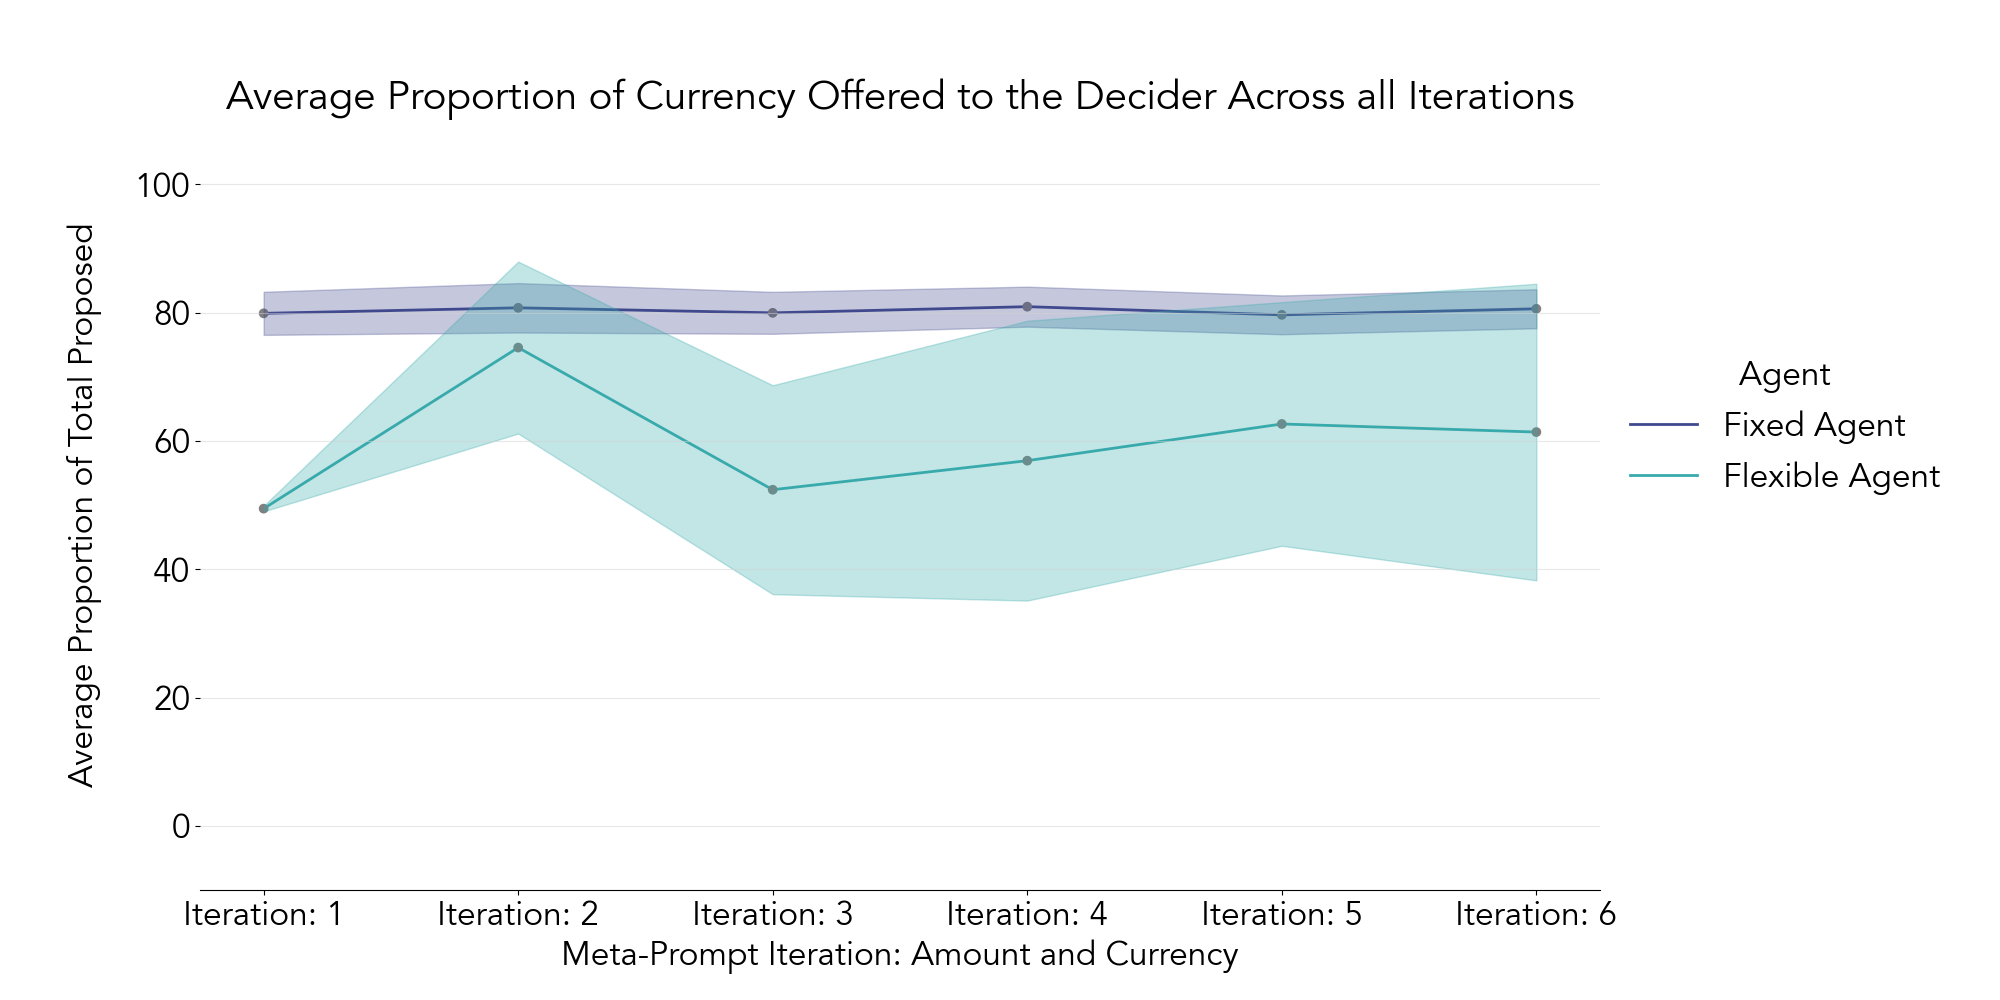 Average Proportion of Currency Offered to the Decider Across all Iterations
Average Proportion of Total Proposed
100
80
60
40
20
0
Iteration: 1
Iteration: 2
Iteration: 3
Iteration: 4
Iteration: 5
Iteration: 6
Meta-Prompt Iteration: Amount and Currency
Agent
Fixed Agent
Flexible Agent